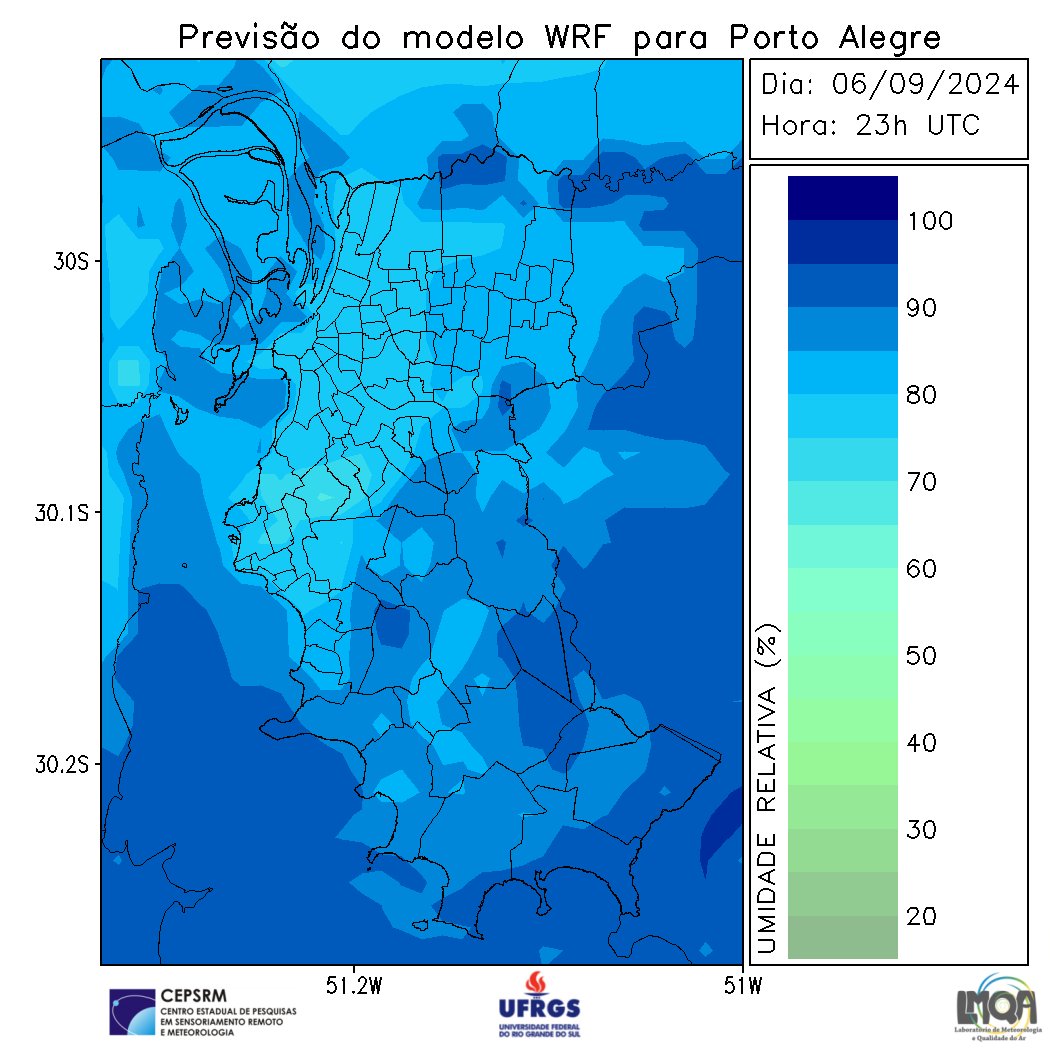 Previsão do modelo WRF para Porto Alegre
Dia: 06/09/2024
Hora: 23h UTC
30S
30.1S
30.2S
51.2W
51W
100
90
80
70
60
50
40
30
20
UMIDADE RELATIVA (%)
CEPSRM
CENTRO ESTADUAL DE PESQUISAS
EM SENSORIAMENTO REMOTO
E METEOROLOGIA
UFRGS
UNIVERSIDADE FEDERAL
DO RIO GRANDE DO SUL
LMQA
Laboratório de Meteorologia
e Qualidade do Ar